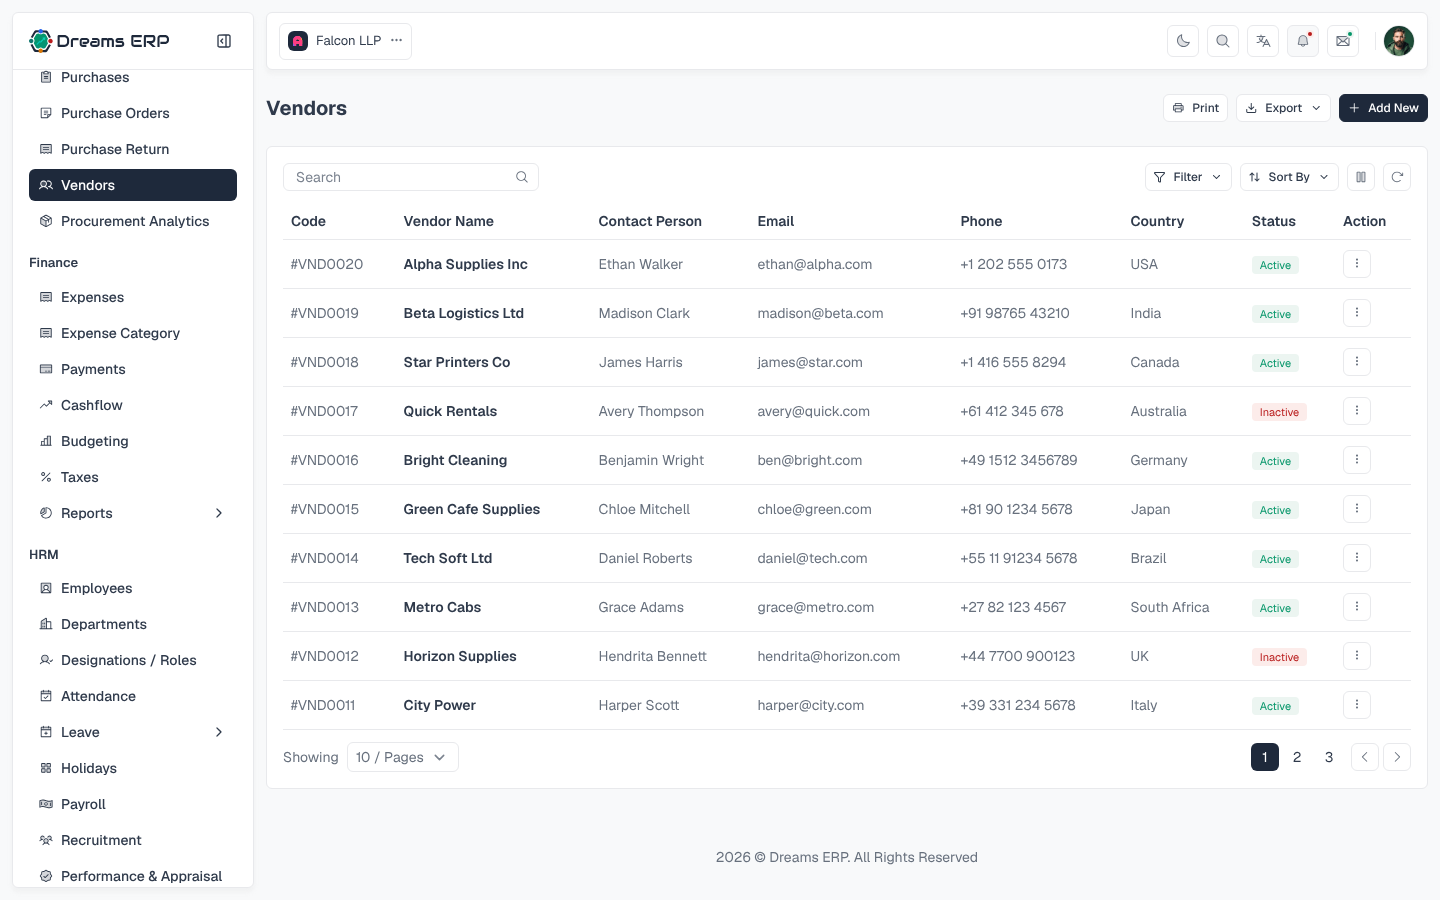 Dreams ERP
Purchases
Purchase Orders
Purchase Return
Vendors
Procurement Analytics
Finance
Expenses
Expense Category
Payments
Cashflow
Budgeting
Taxes
Reports
HRM
Employees
Departments
Designations / Roles
Attendance
Leave
Holidays
Payroll
Recruitment
Performance & Appraisal
Falcon LLP
Vendors
Print Export Add New
Search
Filter Sort By
Code Vendor Name Contact Person Email Phone Country Status Action
#VND0020 Alpha Supplies Inc Ethan Walker ethan@alpha.com +1 202 555 0173 USA Active
#VND0019 Beta Logistics Ltd Madison Clark madison@beta.com +91 98765 43210 India Active
#VND0018 Star Printers Co James Harris james@star.com +1 416 555 8294 Canada Active
#VND0017 Quick Rentals Avery Thompson avery@quick.com +61 412 345 678 Australia Inactive
#VND0016 Bright Cleaning Benjamin Wright ben@bright.com +49 1512 3456789 Germany Active
#VND0015 Green Cafe Supplies Chloe Mitchell chloe@green.com +81 90 1234 5678 Japan Active
#VND0014 Tech Soft Ltd Daniel Roberts daniel@tech.com +55 11 91234 5678 Brazil Active
#VND0013 Metro Cabs Grace Adams grace@metro.com +27 82 123 4567 South Africa Active
#VND0012 Horizon Supplies Hendrita Bennett hendrita@horizon.com +44 7700 900123 UK Inactive
#VND0011 City Power Harper Scott harper@city.com +39 331 234 5678 Italy Active
Showing 10 / Pages 1 2 3
2026 © Dreams ERP. All Rights Reserved